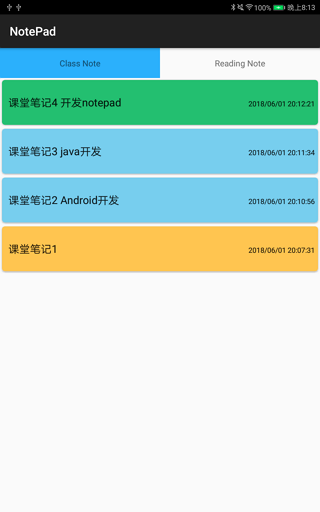 100% 晚上8:13
NotePad
Class Note
Reading Note
课堂笔记4 开发notepad
2018/06/01 20:12:21
课堂笔记3 java开发
2018/06/01 20:11:34
课堂笔记2 Android开发
2018/06/01 20:10:56
课堂笔记1
2018/06/01 20:07:31